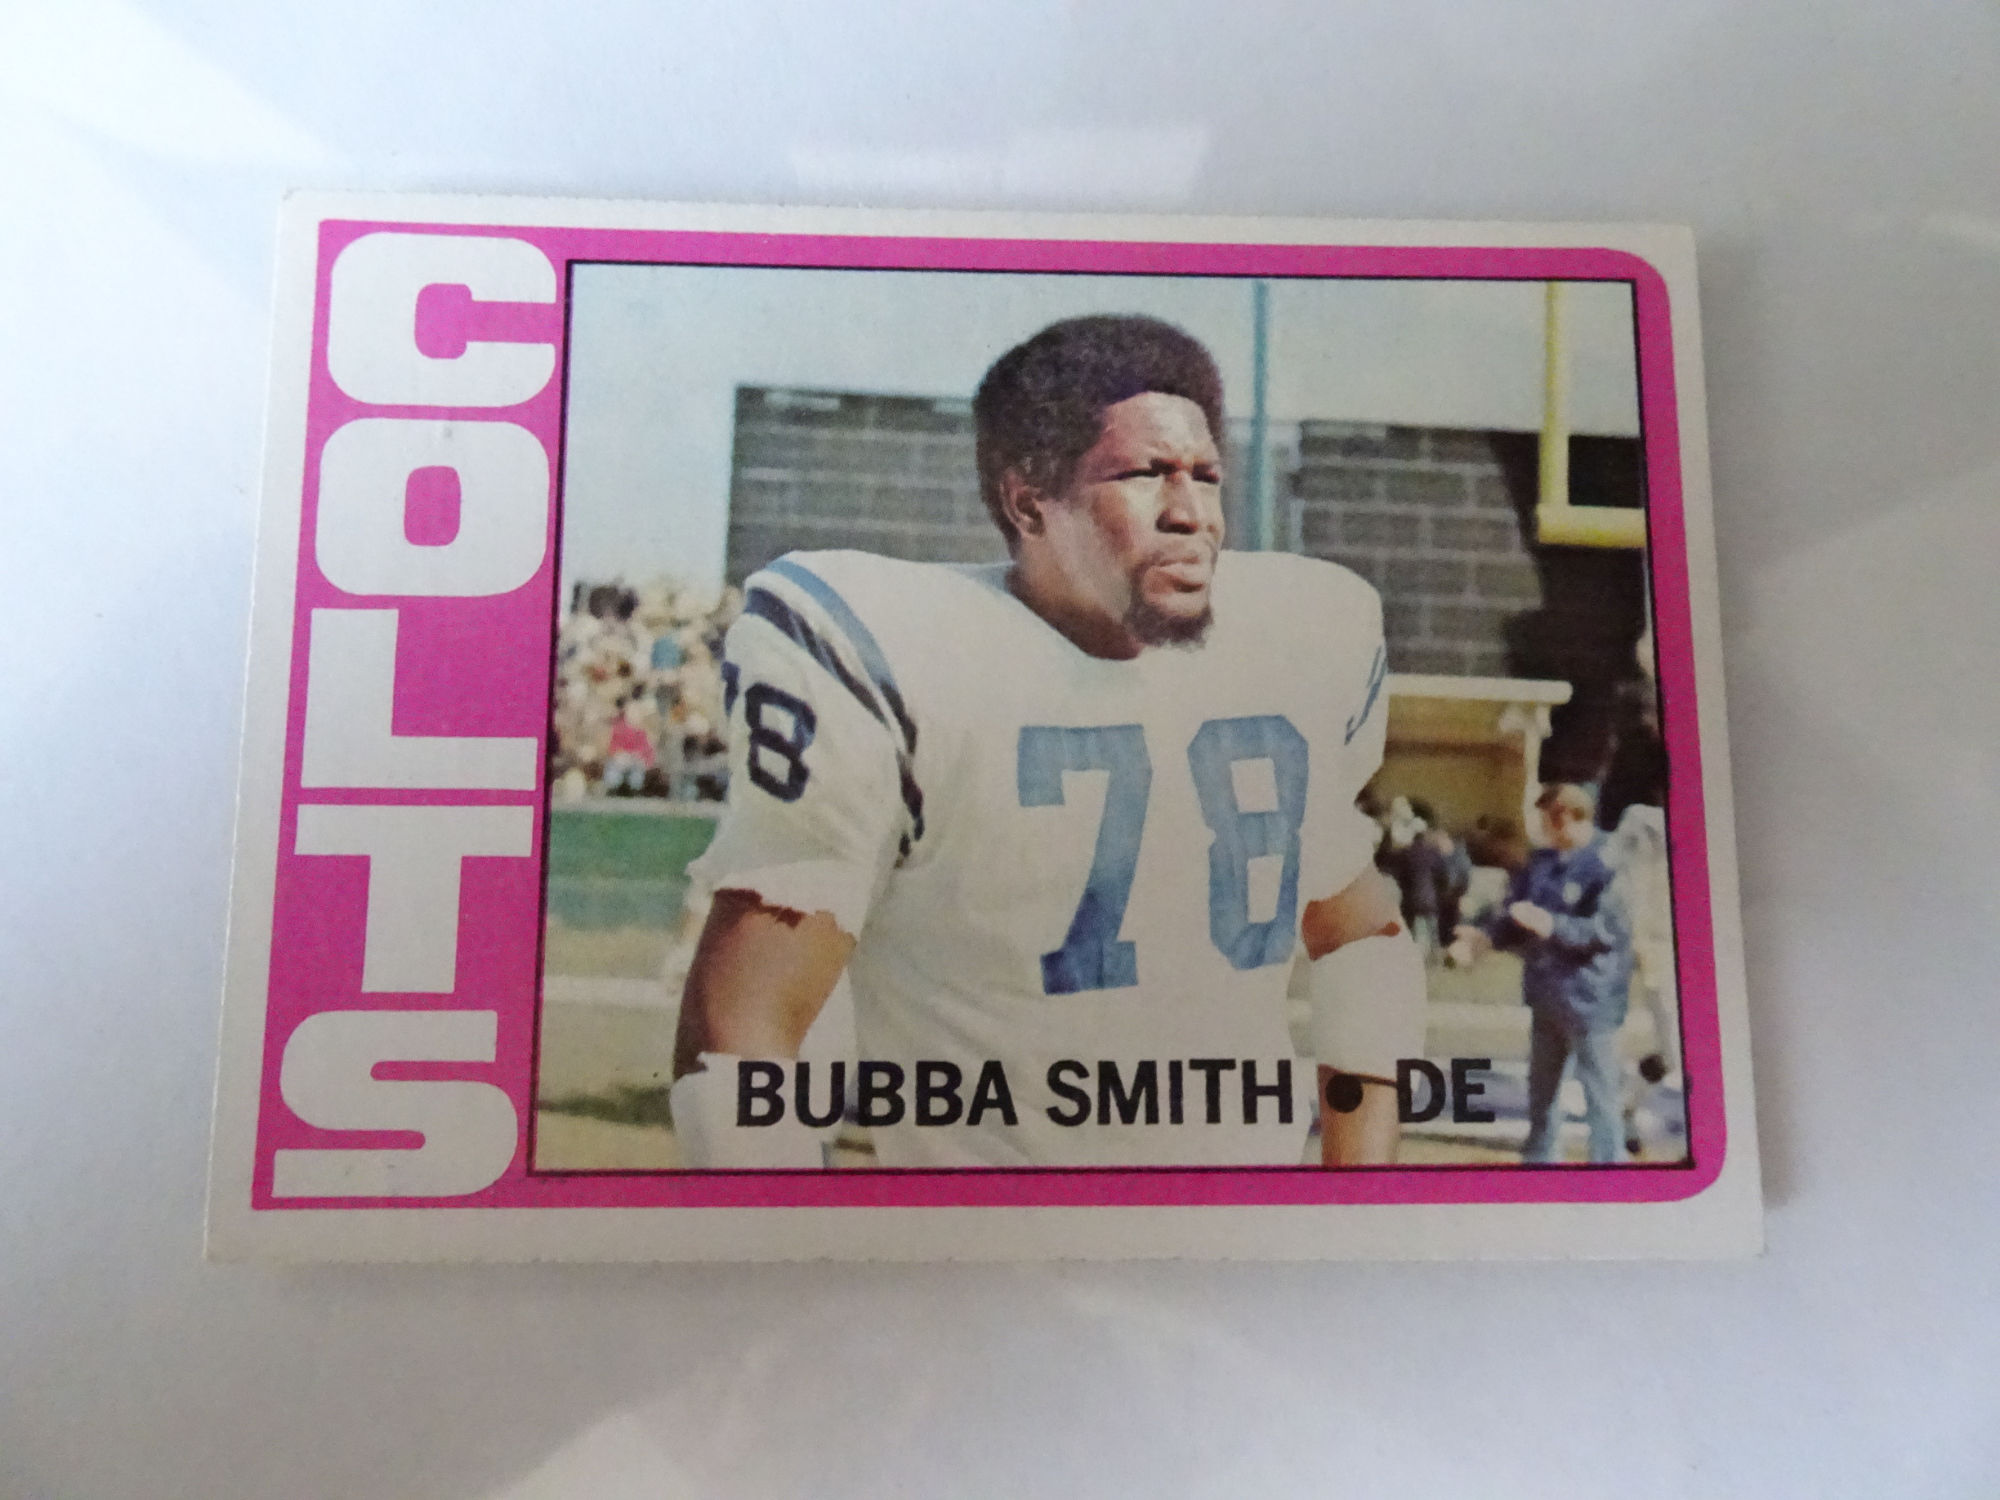 COLTS
78
78
BUBBA SMITH • DE